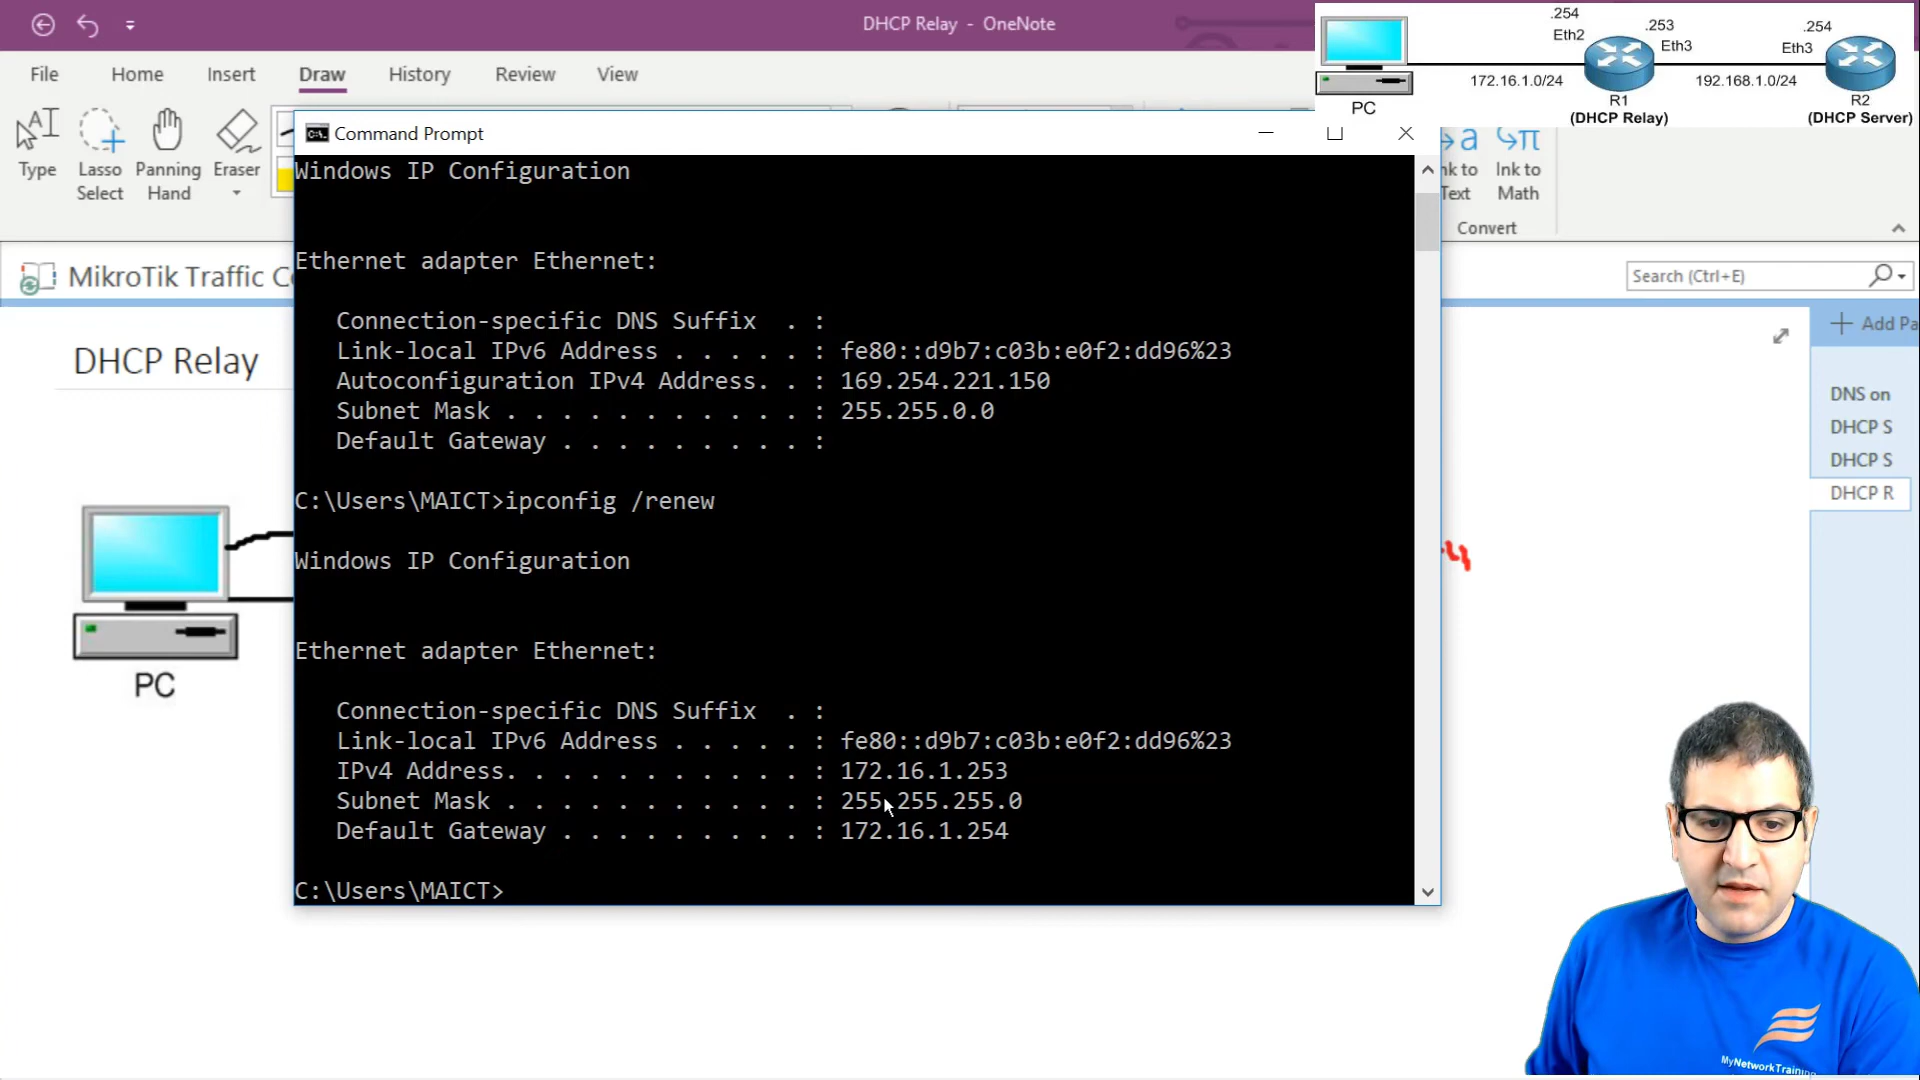 DHCP Relay - OneNote
File Home Insert Draw History Review View
Type
Lasso Select
Panning Hand
Eraser
Text
Ink to Math
Convert
.254
Eth2
.253
Eth3
.254
Eth3
172.16.1.0/24
192.168.1.0/24
PC
R1
(DHCP Relay)
R2
(DHCP Server)
Command Prompt
Windows IP Configuration
Ethernet adapter Ethernet:
Connection-specific DNS Suffix . :
Link-local IPv6 Address . . . . . : fe80::d9b7:c03b:e0f2:dd96%23
Autoconfiguration IPv4 Address. . : 169.254.221.150
Subnet Mask . . . . . . . . . . . : 255.255.0.0
Default Gateway . . . . . . . . . :
C:\Users\MAICT>ipconfig /renew
Windows IP Configuration
Ethernet adapter Ethernet:
Connection-specific DNS Suffix . :
Link-local IPv6 Address . . . . . : fe80::d9b7:c03b:e0f2:dd96%23
IPv4 Address. . . . . . . . . . . : 172.16.1.253
Subnet Mask . . . . . . . . . . . : 255.255.255.0
Default Gateway . . . . . . . . . : 172.16.1.254
C:\Users\MAICT>
MikroTik Traffic
Search (Ctrl+E)
Add
DHCP Relay
PC
4
DNS on
DHCP S
DHCP S
DHCP R
MyNetworkTraining